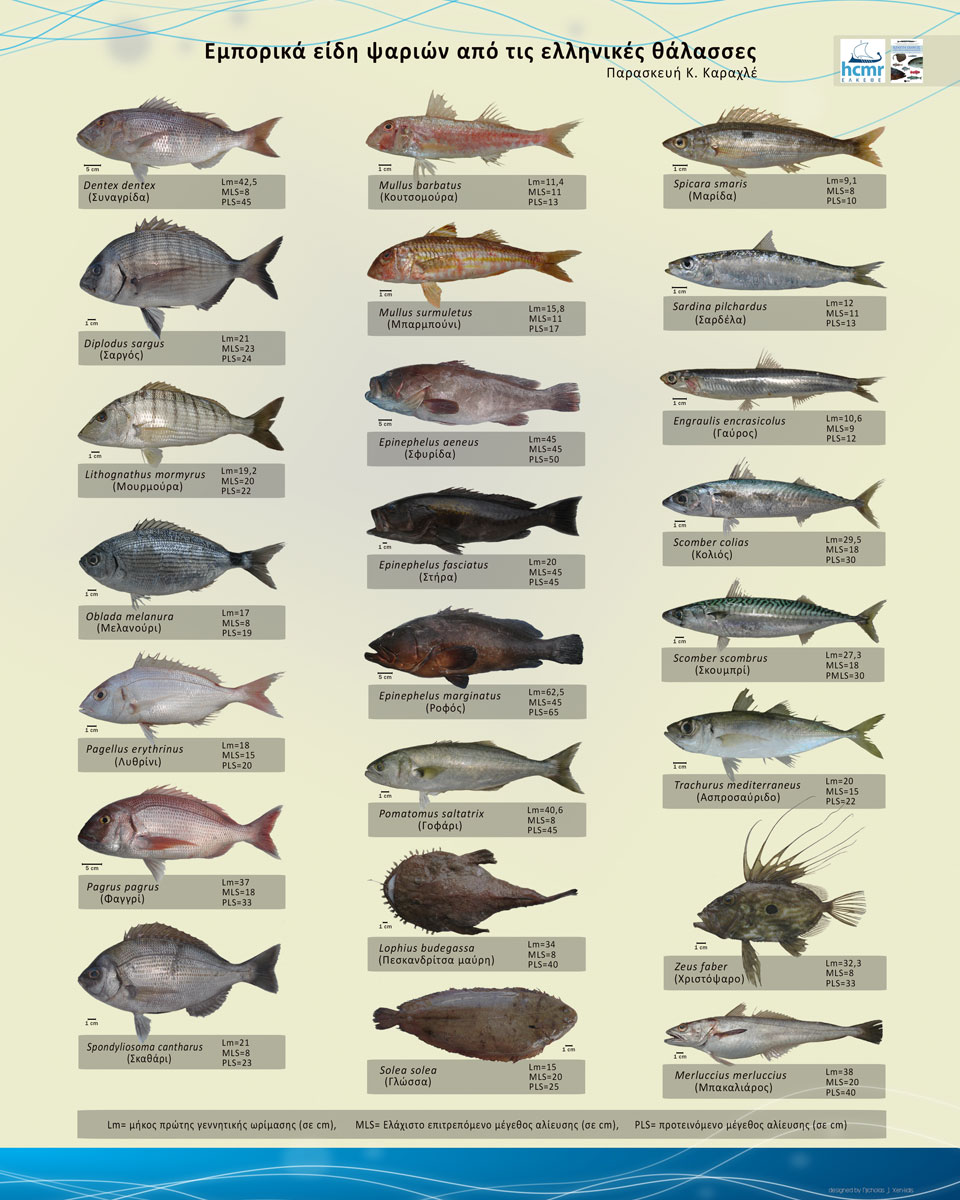 Εμπορικά είδη ψαριών από τις ελληνικές θάλασσες
Παρασκευή Κ. Καραχλέ
hcmr
ΕΛΚΕΘΕ
5 cm
Dentex dentex
(Συναγρίδα)
Lm=42,5
MLS=8
PLS=45
1 cm
Diplodus sargus
(Σαργός)
Lm=21
MLS=23
PLS=24
1 cm
Lithognathus mormyrus
(Μουρμούρα)
Lm=19,2
MLS=20
PLS=22
1 cm
Oblada melanura
(Μελανούρι)
Lm=17
MLS=8
PLS=19
1 cm
Pagellus erythrinus
(Λυθρίνι)
Lm=18
MLS=15
PLS=20
5 cm
Pagrus pagrus
(Φαγγρί)
Lm=37
MLS=18
PLS=33
1 cm
Spondyliosoma cantharus
(Σκαθάρι)
Lm=21
MLS=8
PLS=23
1 cm
Mullus barbatus
(Κουτσομούρα)
Lm=11,4
MLS=11
PLS=13
1 cm
Mullus surmuletus
(Μπαρμπούνι)
Lm=15,8
MLS=11
PLS=17
5 cm
Epinephelus aeneus
(Σφυρίδα)
Lm=45
MLS=45
PLS=50
1 cm
Epinephelus fasciatus
(Στήρα)
Lm=20
MLS=45
PLS=45
5 cm
Epinephelus marginatus
(Ροφός)
Lm=62,5
MLS=45
PLS=65
1 cm
Pomatomus saltatrix
(Γοφάρι)
Lm=40,6
MLS=8
PLS=45
1 cm
Lophius budegassa
(Πεσκανδρίτσα μαύρη)
Lm=34
MLS=8
PLS=40
1 cm
Solea solea
(Γλώσσα)
Lm=15
MLS=20
PLS=25
1 cm
Spicara smaris
(Μαρίδα)
Lm=9,1
MLS=8
PLS=10
1 cm
Sardina pilchardus
(Σαρδέλα)
Lm=12
MLS=11
PLS=13
1 cm
Engraulis encrasicolus
(Γαύρος)
Lm=10,6
MLS=9
PLS=12
1 cm
Scomber colias
(Κολιός)
Lm=29,5
MLS=18
PLS=30
1 cm
Scomber scombrus
(Σκουμπρί)
Lm=27,3
MLS=18
PMLS=30
1 cm
Trachurus mediterraneus
(Ασπροσαύριδο)
Lm=20
MLS=15
PLS=22
1 cm
Zeus faber
(Χριστόψαρο)
Lm=32,3
MLS=8
PLS=33
1 cm
Merluccius merluccius
(Μπακαλιάρος)
Lm=38
MLS=20
PLS=40
Lm= μήκος πρώτης γεννητικής ωρίμασης (σε cm), MLS= Ελάχιστο επιτρεπόμενο μέγεθος αλίευσης (σε cm), PLS= προτεινόμενο μέγεθος αλίευσης (σε cm)
designed by Nicholas | Xentidis